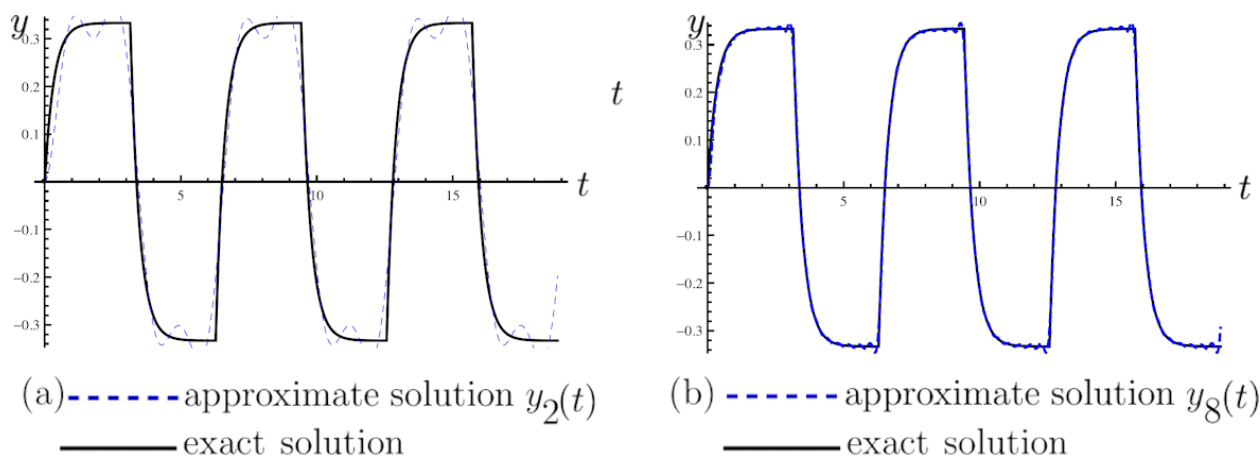 y
0.3
0.2
0.1
5
10
15
t
−0.1
−0.2
−0.3
(a) approximate solution y_2(t)
exact solution
t
y
0.3
0.2
0.1
5
10
15
t
−0.1
−0.2
−0.3
(b) approximate solution y_8(t)
exact solution